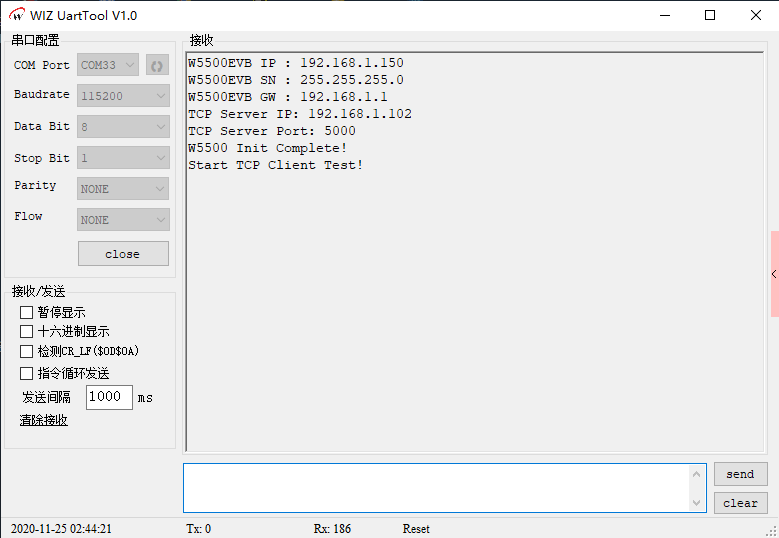 WIZ UartTool V1.0
串口配置
COM Port COM33
Baudrate 115200
Data Bit 8
Stop Bit 1
Parity NONE
Flow NONE
close
接收/发送
暂停显示
十六进制显示
检测CR_LF($0D$0A)
指令循环发送
发送间隔 1000 ms
清除接收
接收
W5500EVB IP : 192.168.1.150
W5500EVB SN : 255.255.255.0
W5500EVB GW : 192.168.1.1
TCP Server IP: 192.168.1.102
TCP Server Port: 5000
W5500 Init Complete!
Start TCP Client Test!
send
clear
2020-11-25 02:44:21 Tx: 0 Rx: 186 Reset